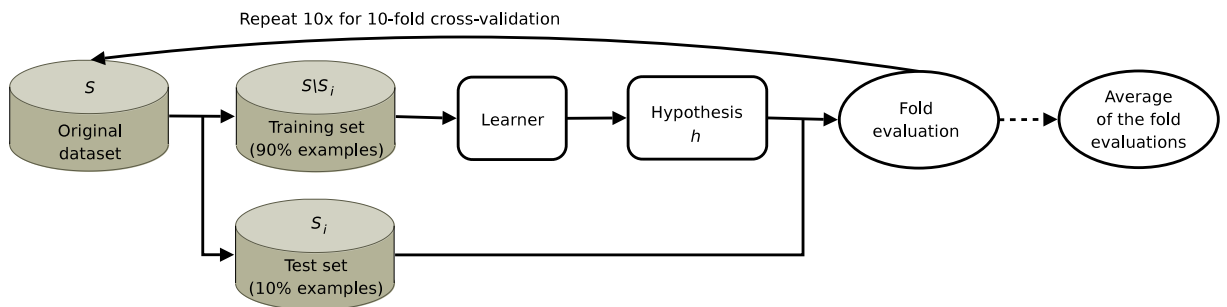 Repeat 10x for 10-fold cross-validation
S
Original
dataset
S\S_i
Training set
(90% examples)
Learner
Hypothesis
h
Fold
evaluation
Average
of the fold
evaluations
S_i
Test set
(10% examples)